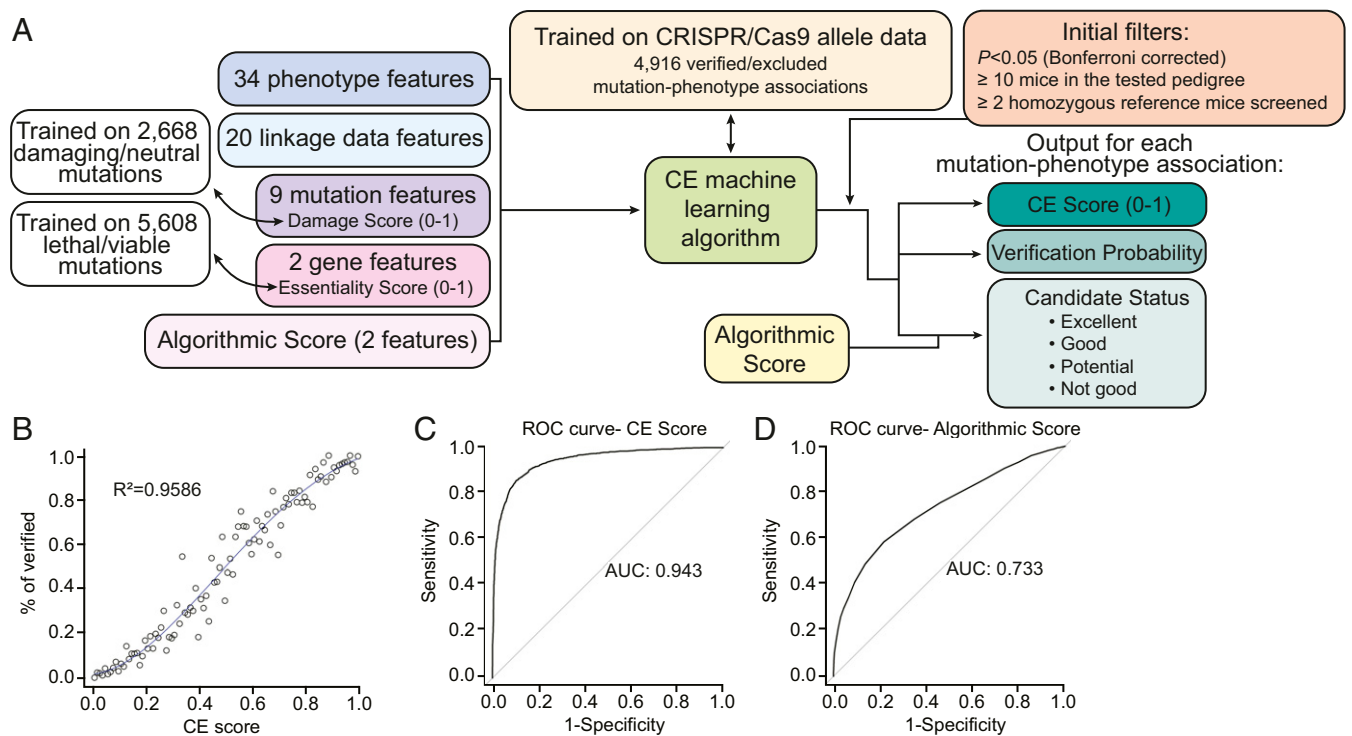 A
34 phenotype features
20 linkage data features
Trained on 2,668
damaging/neutral
mutations
9 mutation features
Damage Score (0-1)
Trained on 5,608
lethal/viable
mutations
2 gene features
Essentiality Score (0-1)
Algorithmic Score (2 features)
Trained on CRISPR/Cas9 allele data
4,916 verified/excluded
mutation-phenotype associations
CE machine
learning
algorithm
Initial filters:
P<0.05 (Bonferroni corrected)
≥ 10 mice in the tested pedigree
≥ 2 homozygous reference mice screened
Output for each
mutation-phenotype association:
CE Score (0-1)
Verification Probability
Algorithmic
Score
Candidate Status
• Excellent
• Good
• Potential
• Not good
B
R²=0.9586
% of verified
1.0
0.8
0.6
0.4
0.2
0.0
0.0 0.2 0.4 0.6 0.8 1.0
CE score
C
ROC curve- CE Score
Sensitivity
1.0
0.8
0.6
0.4
0.2
0.0
AUC: 0.943
0.0 0.2 0.4 0.6 0.8 1.0
1-Specificity
D
ROC curve- Algorithmic Score
Sensitivity
1.0
0.8
0.6
0.4
0.2
0.0
AUC: 0.733
0.0 0.2 0.4 0.6 0.8 1.0
1-Specificity